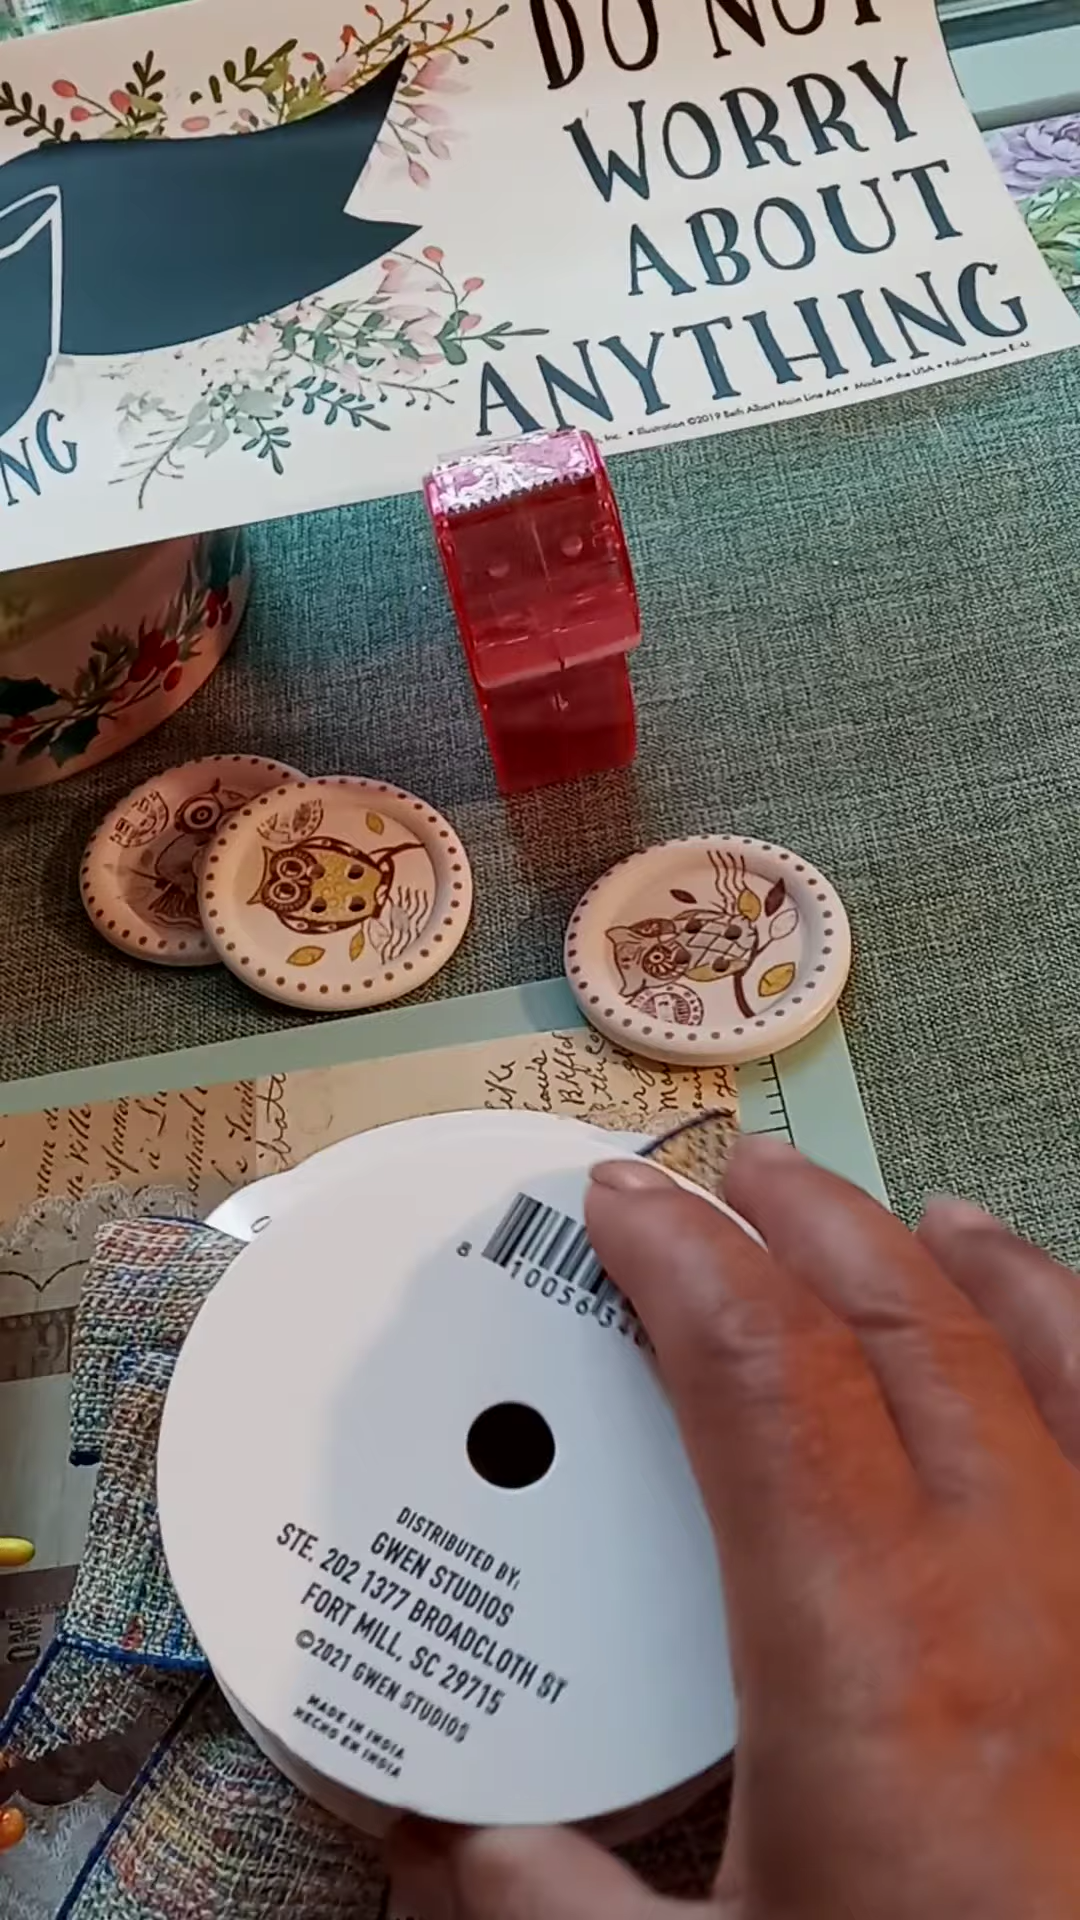 DO NOT
WORRY
ABOUT
ANYTHING
Inc. • Illustration ©2019 Beth Albert Main Line Art • Made in the USA • Fabriqué aux E.-U.
NG
8 10056
DISTRIBUTED BY:
GWEN STUDIOS
STE. 202 1377 BROADCLOTH ST
FORT MILL, SC 29715
©2021 GWEN STUDIOS
MADE IN INDIA
HECHO EN INDIA